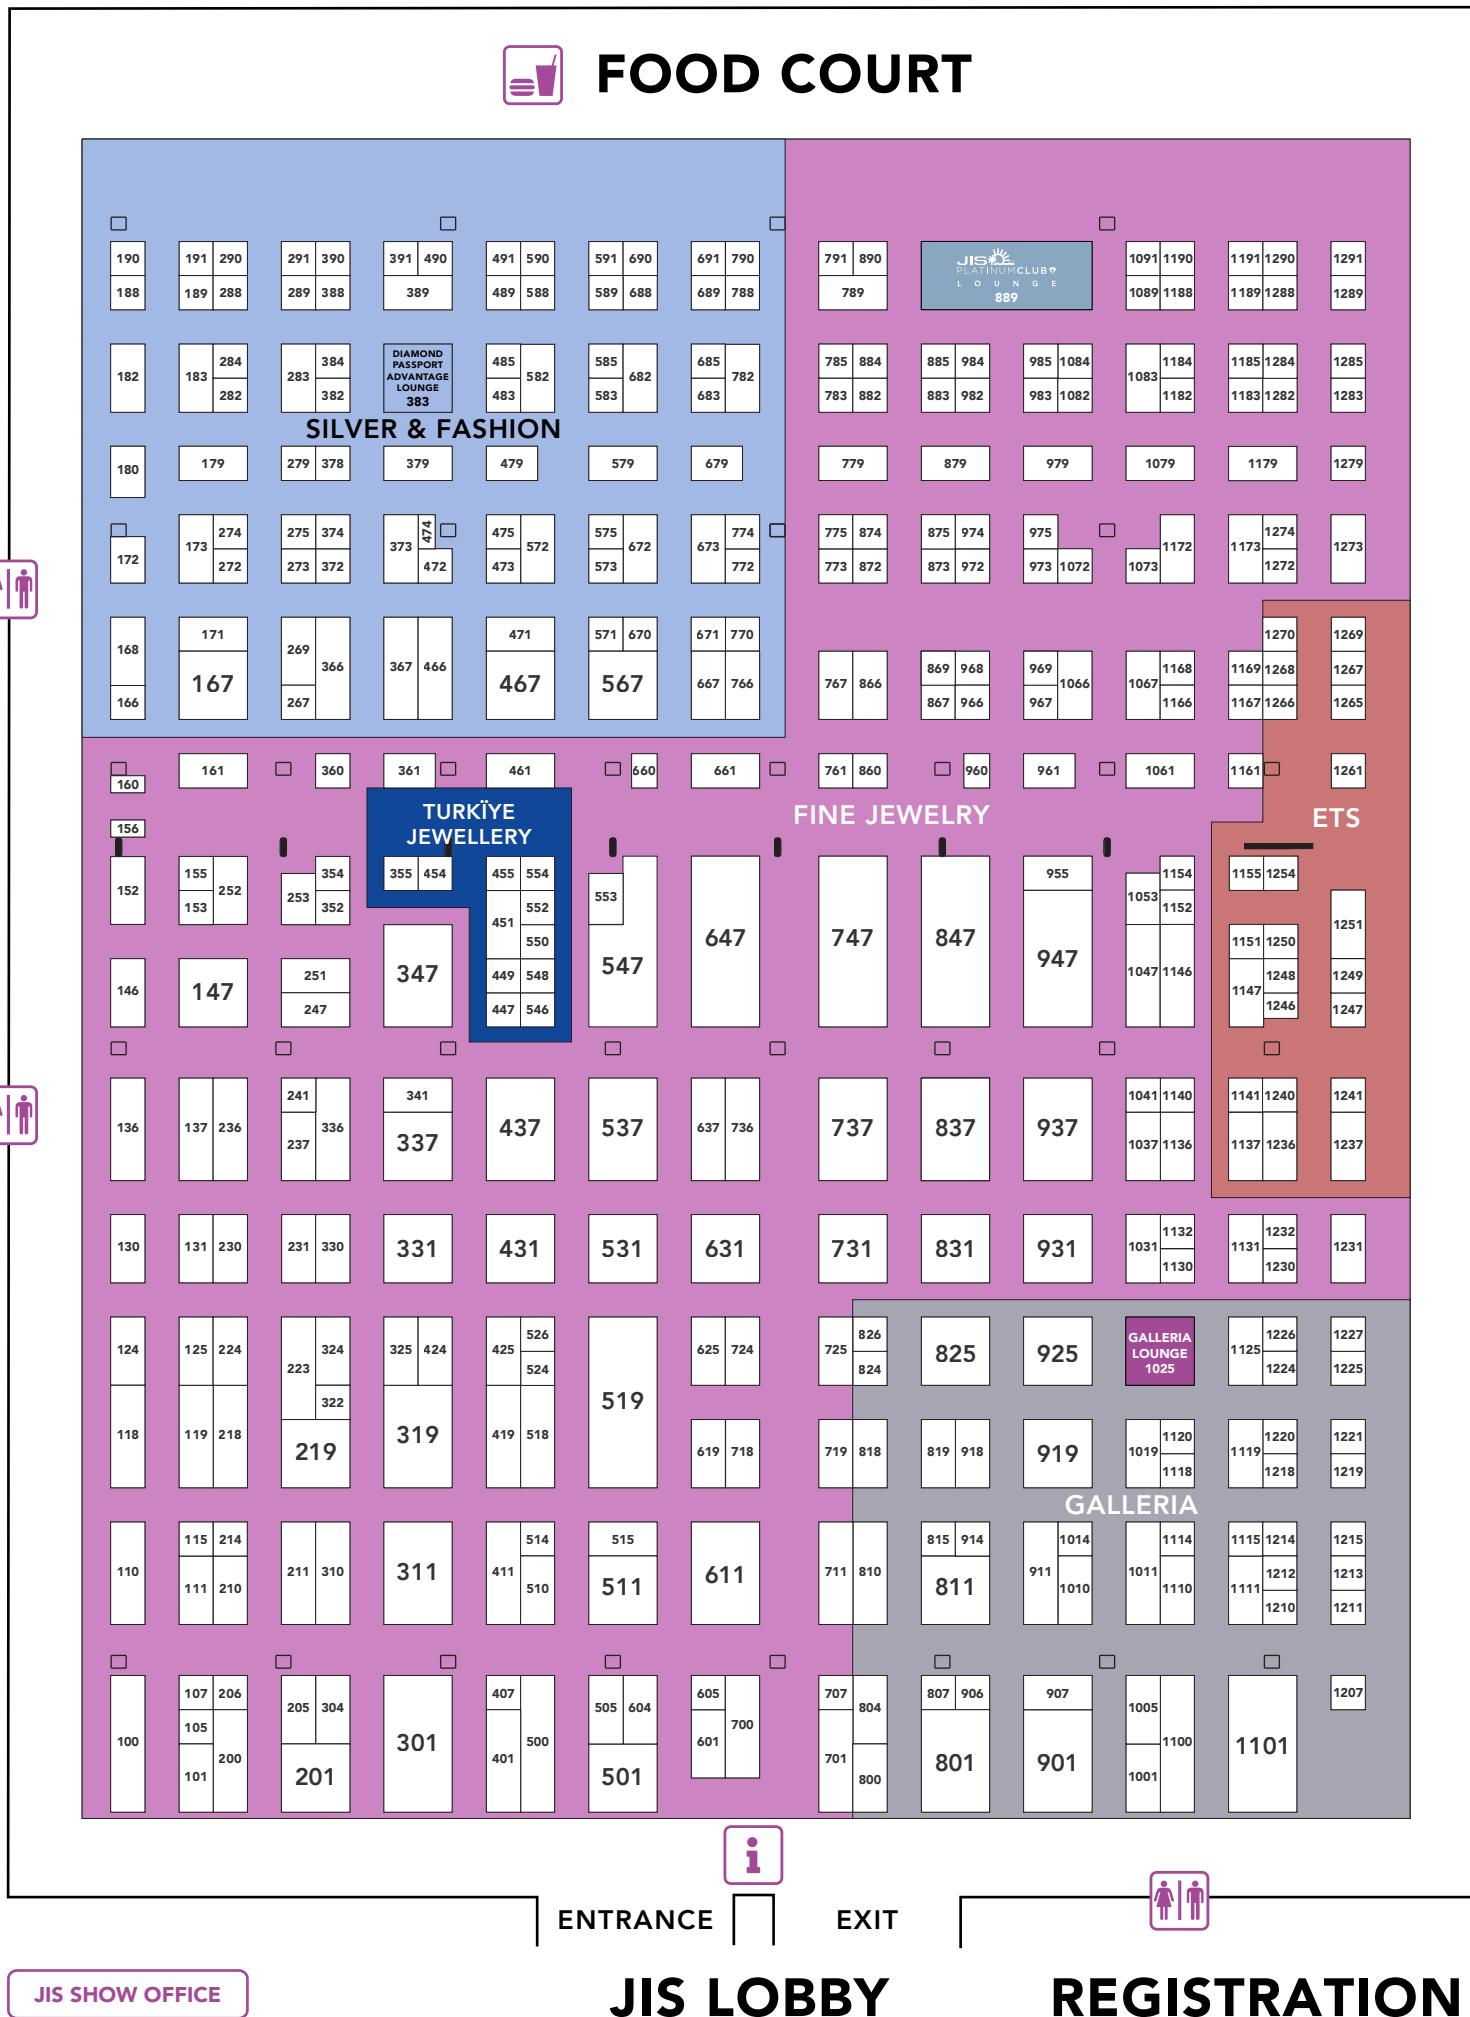 FOOD COURT
190 191 290 291 390 391 490 491 590 591 690 691 790 791 890 JIS 1091 1190 1191 1290 1291
PLATINUM CLUB
LOUNGE
188 189 288 289 388 389 489 588 589 688 689 788 789 889 1089 1188 1189 1288 1289
182 183 284 283 384 DIAMOND PASSPORT ADVANTAGE LOUNGE 383 485 582 585 682 685 782 785 884 885 984 985 1084 1083 1184 1185 1284 1285
282 382 483 583 683 783 882 883 982 983 1082 1182 1183 1282 1283
SILVER & FASHION
180 179 279 378 379 479 579 679 779 879 979 1079 1179 1279
172 173 274 275 374 373 474 475 572 575 672 673 774 775 874 875 974 975 1172 1173 1274 1273
272 273 372 472 473 573 772 773 872 873 972 973 1072 1073 1272
168 171 269 366 367 466 471 571 670 671 770 1270 1269
167 467 567 667 766 767 866 869 968 969 1066 1067 1168 1169 1268 1267
166 267 867 966 967 1166 1167 1266 1265
160 161 360 361 461 660 661 761 860 960 961 1061 1161 1261
TURKÏYE
JEWELLERY
FINE JEWELRY
ETS
156
152 155 252 253 354 355 454 455 554 553 647 747 847 955 1053 1154 1155 1254
153 352 451 552 1152 1251
347 550 547 947 1047 1146 1151 1250
146 147 251 449 548 1147 1248 1249
247 447 546 1246 1247
136 137 236 241 336 341 437 537 637 736 737 837 937 1041 1140 1141 1240 1241
237 337 1037 1136 1137 1236 1237
130 131 230 231 330 331 431 531 631 731 831 931 1031 1132 1131 1232 1231
1130 1230
124 125 224 223 324 325 424 425 526 519 625 724 725 826 825 925 GALLERIA LOUNGE 1025 1125 1226 1227
322 524 824 1224 1225
118 119 218 219 319 419 518 619 718 719 818 819 918 919 1019 1120 1119 1220 1221
1118 1218 1219
GALLERIA
110 115 214 211 310 311 411 514 515 611 711 810 815 914 911 1014 1011 1114 1115 1214 1215
111 210 510 511 811 1010 1110 1111 1212 1213
1210 1211
100 107 206 205 304 301 407 500 505 604 605 700 707 804 807 906 907 1005 1100 1101 1207
105 200 601
101 201 401 501 701 800 801 901 1001
i
ENTRANCE EXIT
JIS SHOW OFFICE JIS LOBBY REGISTRATION